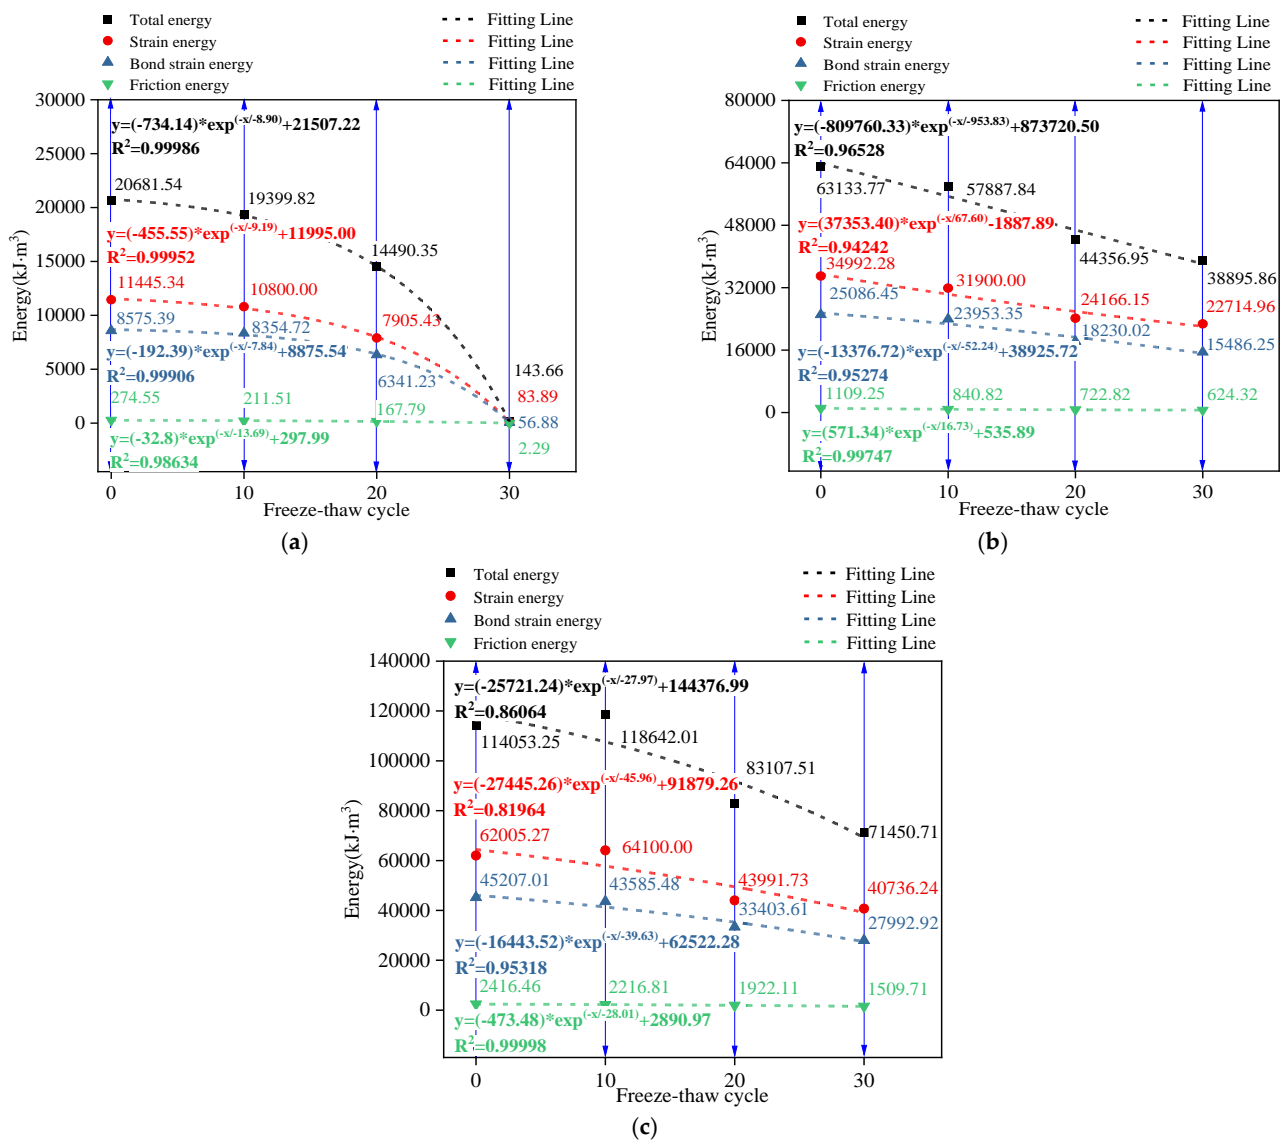 Total energy
Strain energy
Bond strain energy
Friction energy
Fitting Line
Fitting Line
Fitting Line
Fitting Line
30000
25000
20000
15000
10000
5000
0
Energy(kJ·m³)
y=(-734.14)*exp(-x/-8.90)+21507.22
R²=0.99986
20681.54
19399.82
14490.35
143.66
y=(-455.55)*exp(-x/-9.19)+11995.00
R²=0.99952
11445.34
10800.00
7905.43
83.89
8575.39
8354.72
6341.23
56.88
y=(-192.39)*exp(-x/-7.84)+8875.54
R²=0.99906
274.55
211.51
167.79
2.29
y=(-32.8)*exp(-x/-13.69)+297.99
R²=0.98634
0 10 20 30
Freeze-thaw cycle
(a)
Total energy
Strain energy
Bond strain energy
Friction energy
Fitting Line
Fitting Line
Fitting Line
Fitting Line
80000
64000
48000
32000
16000
0
Energy(kJ·m³)
y=(-809760.33)*exp(-x/-953.83)+873720.50
R²=0.96528
63133.77
57887.84
44356.95
38895.86
y=(37353.40)*exp(-x/67.60)-1887.89
R²=0.94242
34992.28
31900.00
24166.15
22714.96
25086.45
23953.35
18230.02
15486.25
y=(-13376.72)*exp(-x/-52.24)+38925.72
R²=0.95274
1109.25
840.82
722.82
624.32
y=(571.34)*exp(-x/16.73)+535.89
R²=0.99747
0 10 20 30
Freeze-thaw cycle
(b)
Total energy
Strain energy
Bond strain energy
Friction energy
Fitting Line
Fitting Line
Fitting Line
Fitting Line
140000
120000
100000
80000
60000
40000
20000
0
Energy(kJ·m³)
y=(-25721.24)*exp(-x/-27.97)+144376.99
R²=0.86064
114053.25
118642.01
83107.51
71450.71
y=(-27445.26)*exp(-x/-45.96)+91879.26
R²=0.81964
62005.27
64100.00
43991.73
40736.24
45207.01
43585.48
33403.61
27992.92
y=(-16443.52)*exp(-x/-39.63)+62522.28
R²=0.95318
2416.46
2216.81
1922.11
1509.71
y=(-473.48)*exp(-x/-28.01)+2890.97
R²=0.99998
0 10 20 30
Freeze-thaw cycle
(c)